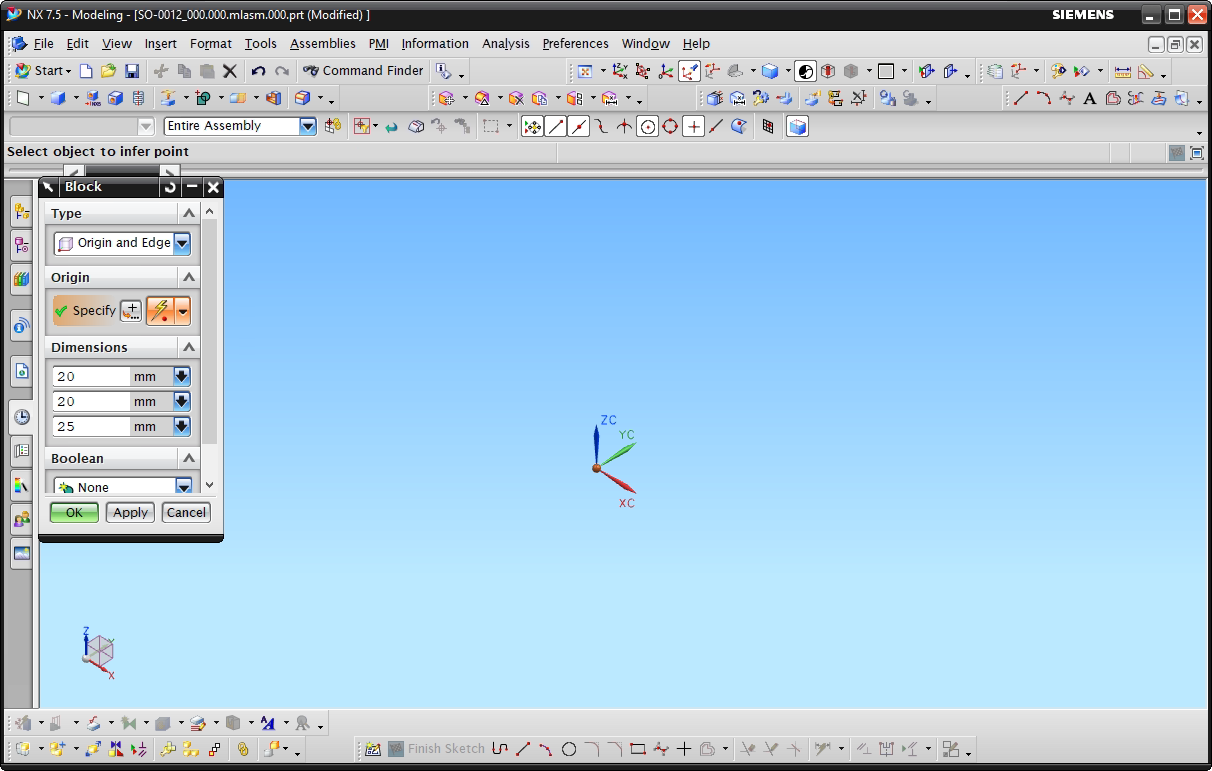 NX 7.5 - Modeling - [SO-0012_000.000.mlasm.000.prt (Modified) ]
SIEMENS
File Edit View Insert Format Tools Assemblies PMI Information Analysis Preferences Window Help
Start Command Finder
A
Entire Assembly
Select object to infer point
Block
Type
Origin and Edge
Origin
Specify
Dimensions
20 mm
20 mm
25 mm
Boolean
None
OK Apply Cancel
ZC
YC
XC
Z
Y
X
Finish Sketch